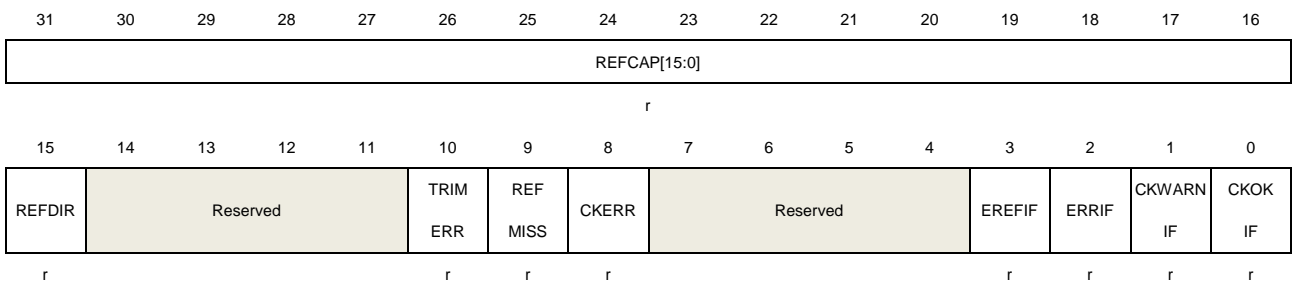 31 30 29 28 27 26 25 24 23 22 21 20 19 18 17 16
REFCAP[15:0]
r
15 14 13 12 11 10 9 8 7 6 5 4 3 2 1 0
REFDIR Reserved TRIM ERR REF MISS CKERR Reserved EREFIF ERRIF CKWARN IF CKOK IF
r r r r r r r r